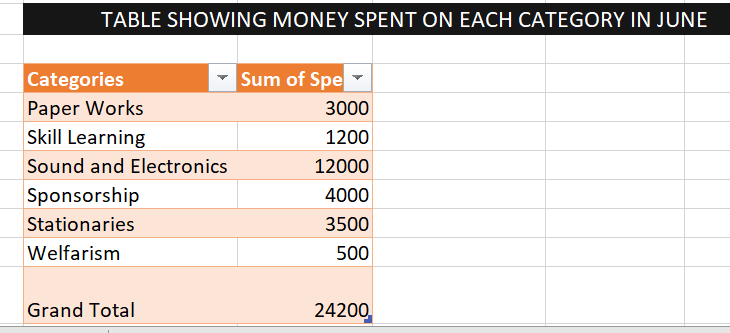 TABLE SHOWING MONEY SPENT ON EACH CATEGORY IN JUNE
Categories Sum of Spe
Paper Works 3000
Skill Learning 1200
Sound and Electronics 12000
Sponsorship 4000
Stationaries 3500
Welfarism 500
Grand Total 24200